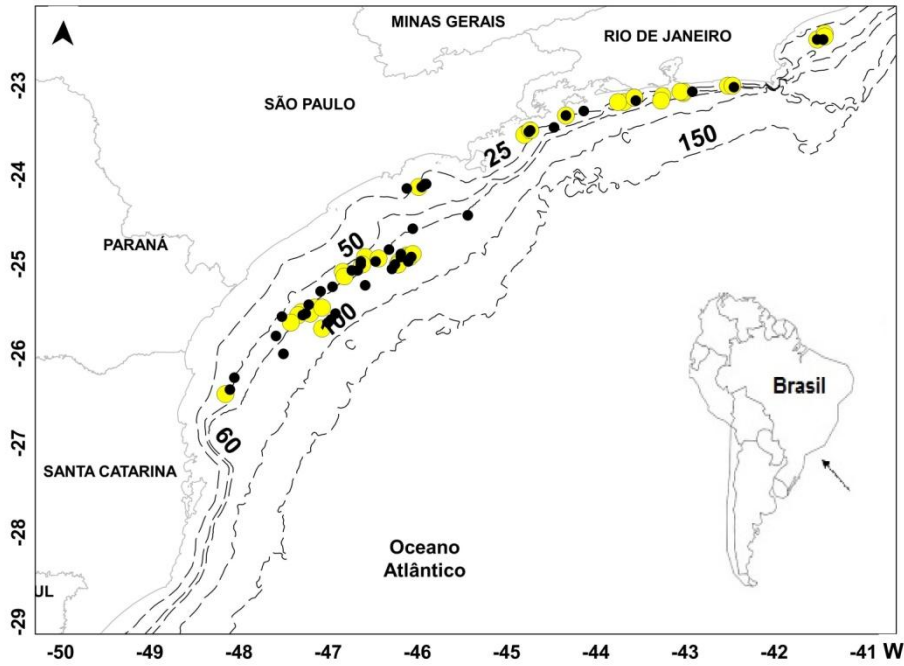 MINAS GERAIS
RIO DE JANEIRO
-23
SÃO PAULO
150
25
-24
PARANÁ
50
-25
100
-26
Brasil
-27
60
SANTA CATARINA
-28
Oceano
Atlântico
UL
-29
-50 -49 -48 -47 -46 -45 -44 -43 -42 -41 W